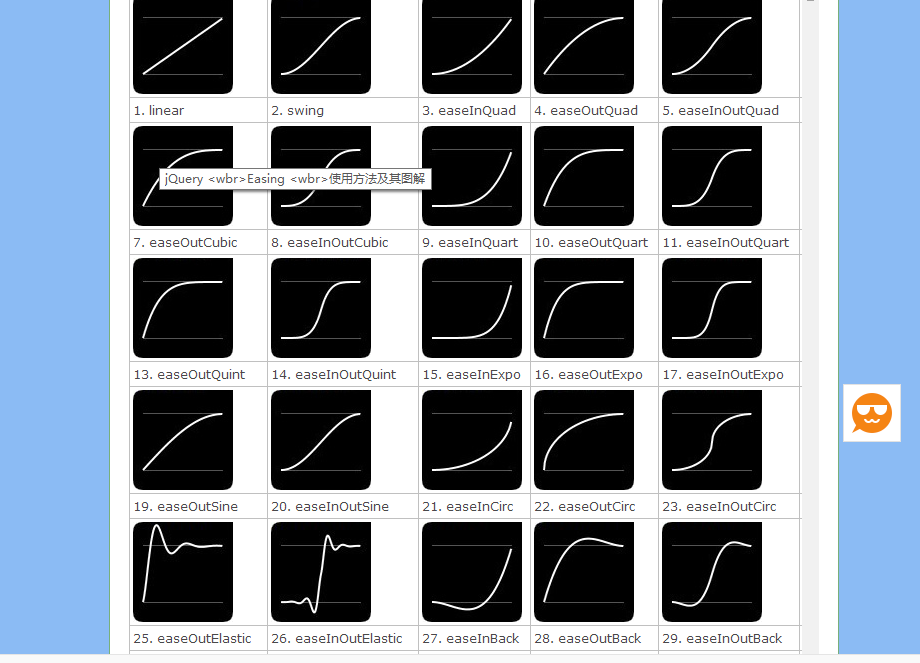 1. linear
2. swing
3. easeInQuad
4. easeOutQuad
5. easeInOutQuad
jQuery <wbr>Easing <wbr>使用方法及其图解
7. easeOutCubic
8. easeInOutCubic
9. easeInQuart
10. easeOutQuart
11. easeInOutQuart
13. easeOutQuint
14. easeInOutQuint
15. easeInExpo
16. easeOutExpo
17. easeInOutExpo
19. easeOutSine
20. easeInOutSine
21. easeInCirc
22. easeOutCirc
23. easeInOutCirc
25. easeOutElastic
26. easeInOutElastic
27. easeInBack
28. easeOutBack
29. easeInOutBack